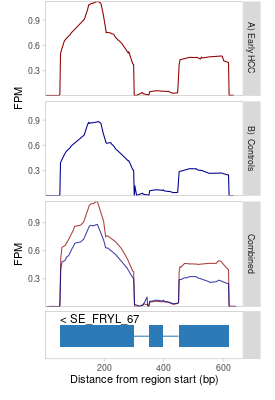 0.9
0.6
0.3
A) Early HCC
FPM
0.9
0.6
0.3
B) Controls
0.9
0.6
0.3
FPM
Combined
< SE_FRYL_67
200
400
600
Distance from region start (bp)